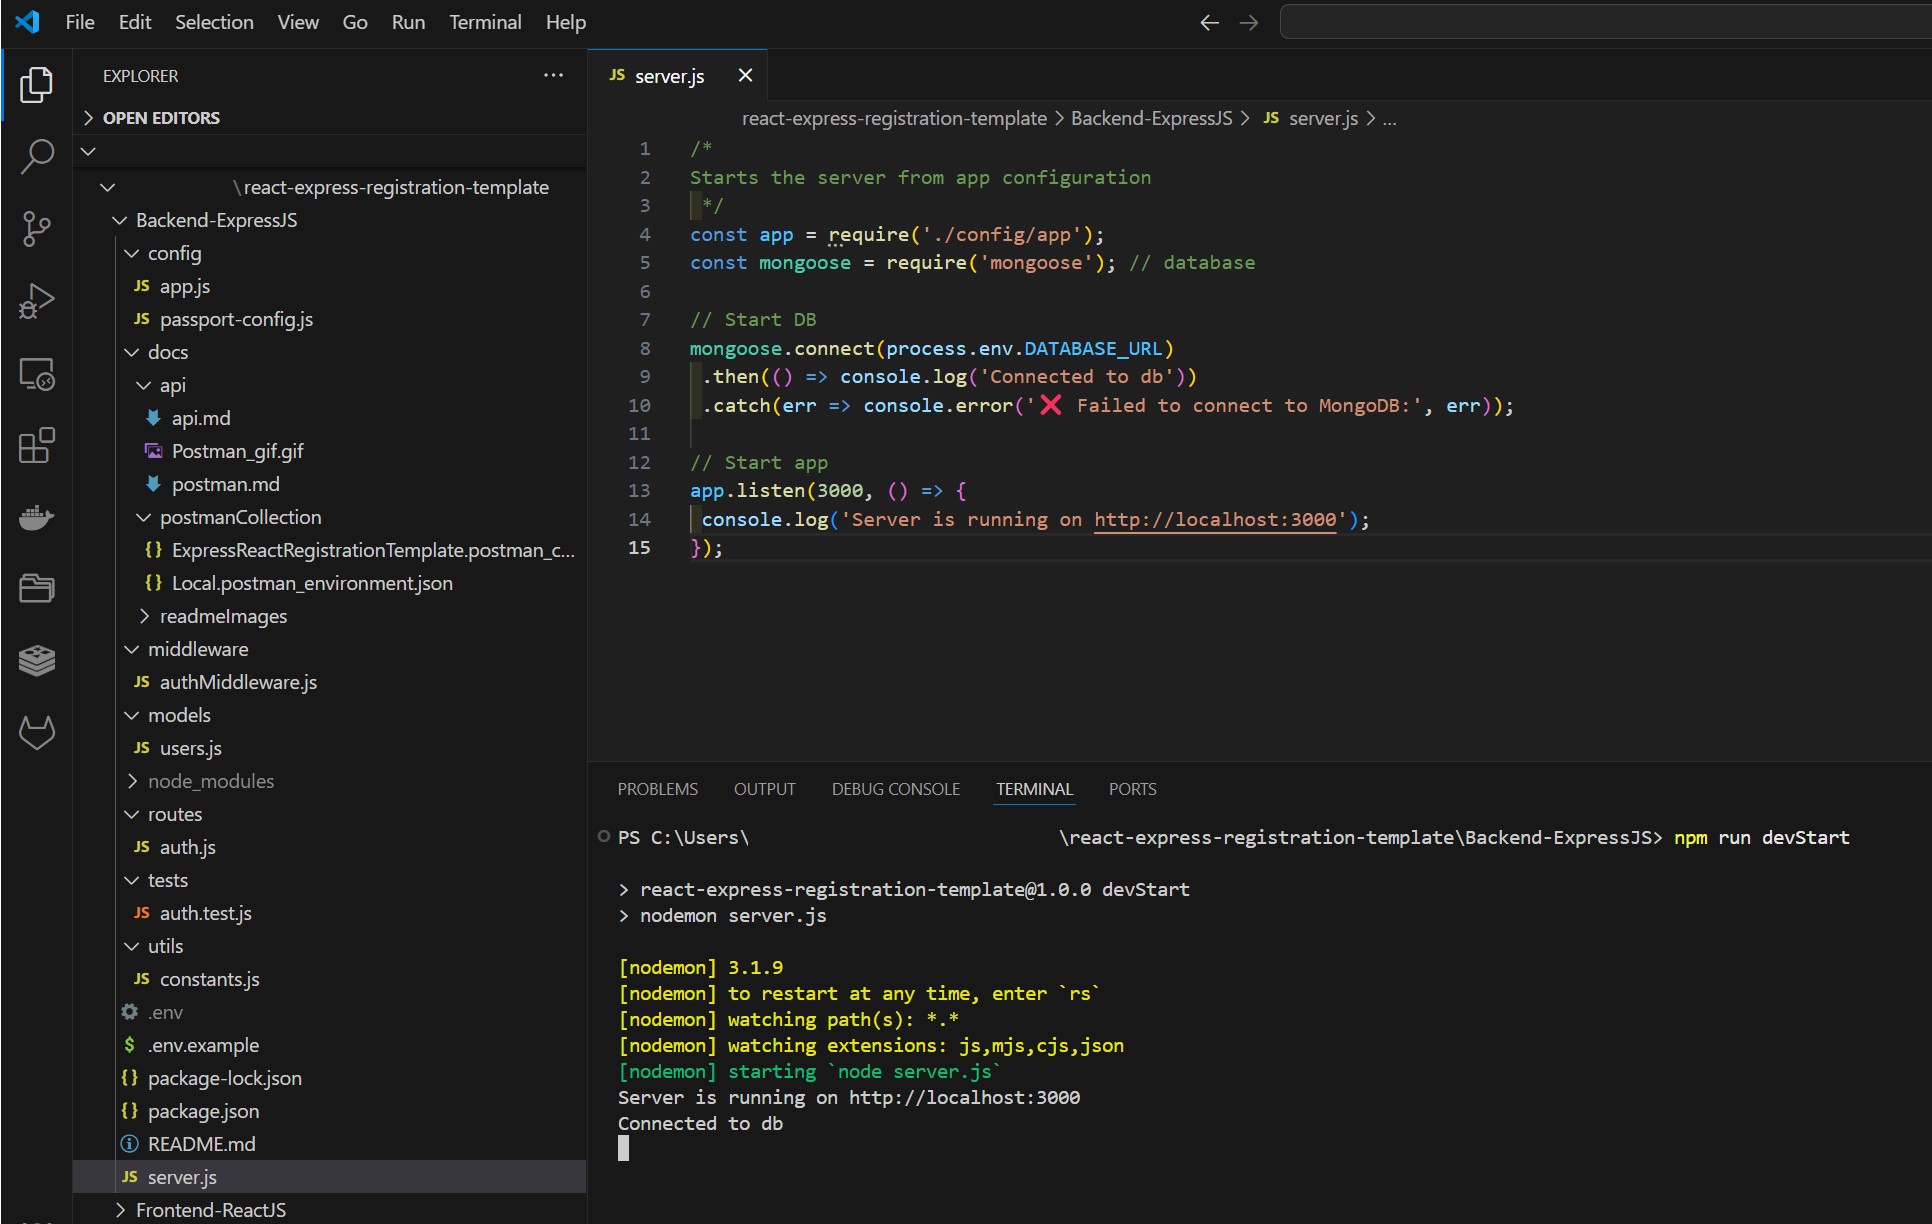 File Edit Selection View Go Run Terminal Help
EXPLORER ...
OPEN EDITORS
\react-express-registration-template
Backend-ExpressJS
config
JS app.js
JS passport-config.js
docs
api
api.md
Postman_gif.gif
postman.md
postmanCollection
{} ExpressReactRegistrationTemplate.postman_c...
{} Local.postman_environment.json
readmeImages
middleware
JS authMiddleware.js
models
JS users.js
node_modules
routes
JS auth.js
tests
JS auth.test.js
utils
JS constants.js
.env
$ .env.example
{} package-lock.json
{} package.json
README.md
JS server.js
Frontend-ReactJS
JS server.js ×
react-express-registration-template > Backend-ExpressJS > JS server.js > ...
1 /*
2 Starts the server from app configuration
3 */
4 const app = require('./config/app');
5 const mongoose = require('mongoose'); // database
6
7 // Start DB
8 mongoose.connect(process.env.DATABASE_URL)
9 .then(() => console.log('Connected to db'))
10 .catch(err => console.error('❌ Failed to connect to MongoDB:', err));
11
12 // Start app
13 app.listen(3000, () => {
14 console.log('Server is running on http://localhost:3000');
15 });
PROBLEMS OUTPUT DEBUG CONSOLE TERMINAL PORTS
PS C:\Users\ \react-express-registration-template\Backend-ExpressJS> npm run devStart
> react-express-registration-template@1.0.0 devStart
> nodemon server.js
[nodemon] 3.1.9
[nodemon] to restart at any time, enter `rs`
[nodemon] watching path(s): *.*
[nodemon] watching extensions: js,mjs,cjs,json
[nodemon] starting `node server.js`
Server is running on http://localhost:3000
Connected to db